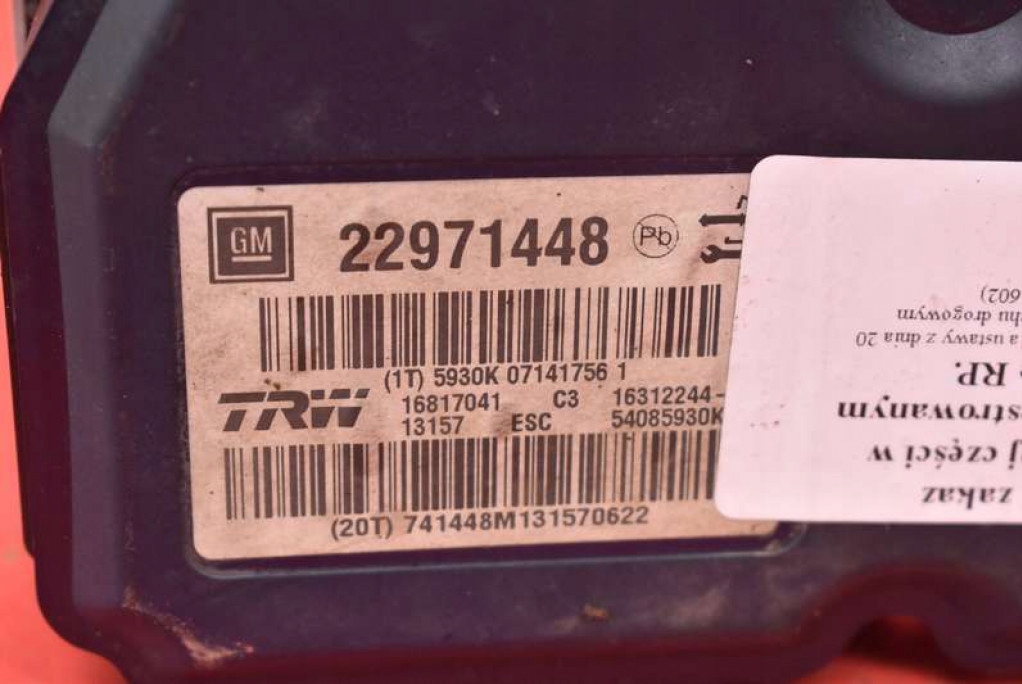 GM
22971448
Pb
(1T) 5930K 07141756 1
TRW
16817041 C3 16312244-
13157 ESC 54085930K
(20T) 741448M131570622
zakaz
j części w
strowanym
RP.
a ustawy z dnia 20
chu drogowym
602)